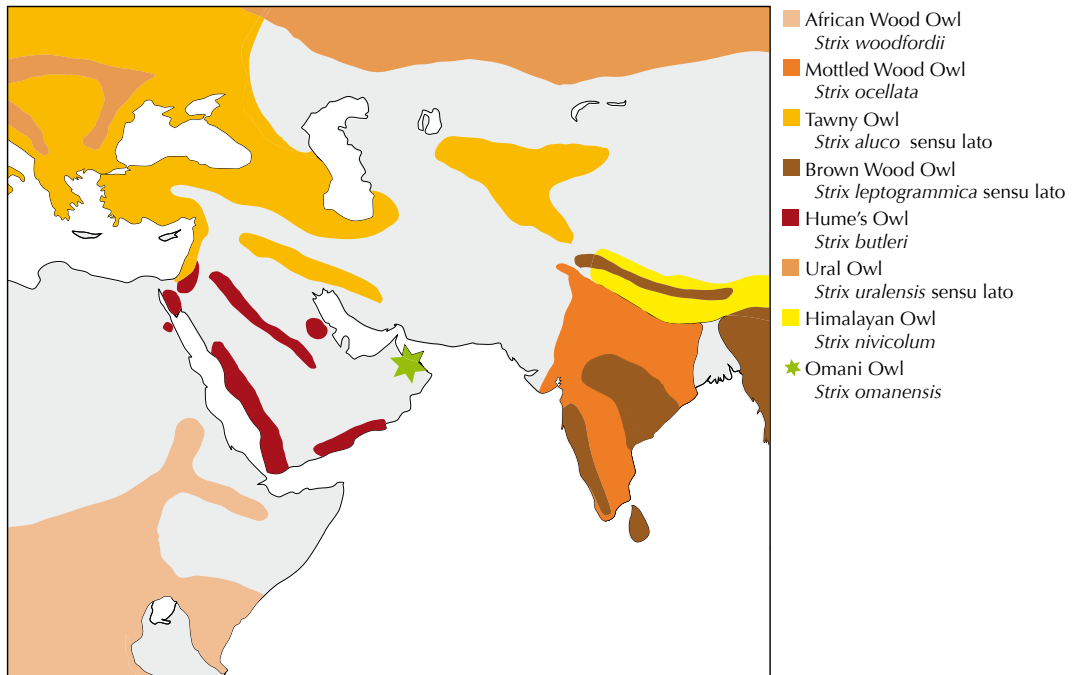 African Wood Owl
Strix woodfordii
Mottled Wood Owl
Strix ocellata
Tawny Owl
Strix aluco sensu lato
Brown Wood Owl
Strix leptogrammica sensu lato
Hume’s Owl
Strix butleri
Ural Owl
Strix uralensis sensu lato
Himalayan Owl
Strix nivicolum
Omani Owl
Strix omanensis